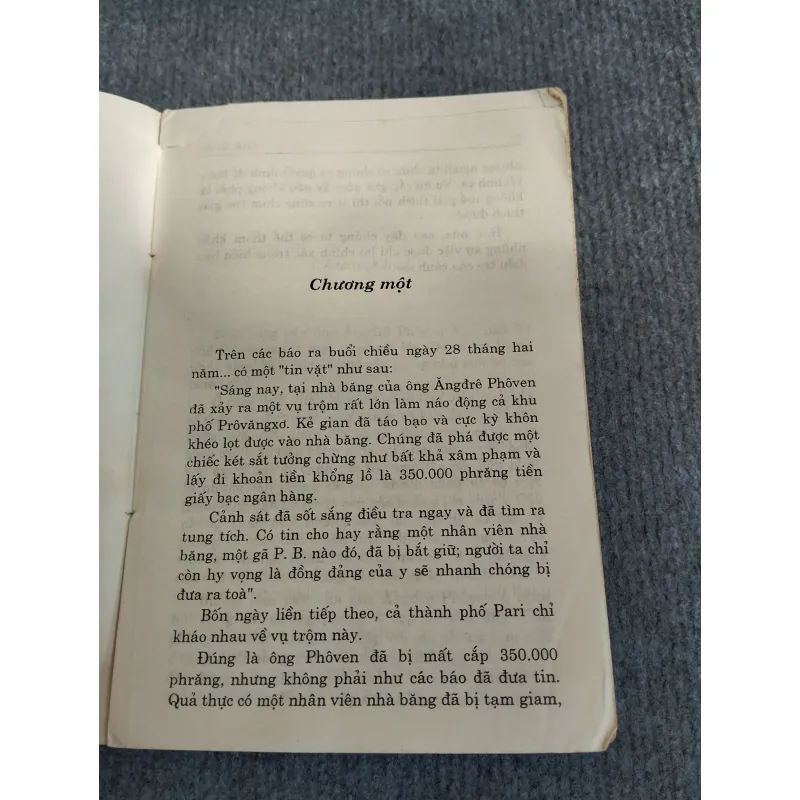 Chương một
Trên các báo ra buổi chiều ngày 28 tháng hai
năm... có một "tin vặt" như sau:
"Sáng nay, tại nhà băng của ông Ăngđrê Phôven
đã xảy ra một vụ trộm rất lớn làm náo động cả khu
phố Prôvăngxơ. Kẻ gian đã táo bạo và cực kỳ khôn
khéo lọt được vào nhà băng. Chúng đã phá được một
chiếc két sắt tưởng chừng như bất khả xâm phạm và
lấy đi khoản tiền khổng lồ là 350.000 phrăng tiền
giấy bạc ngân hàng.
Cảnh sát đã sốt sắng điều tra ngay và đã tìm ra
tung tích. Có tin cho hay rằng một nhân viên nhà
băng, một gã P. B. nào đó, đã bị bắt giữ; người ta chỉ
còn hy vọng là đồng đảng của y sẽ nhanh chóng bị
đưa ra toà".
Bốn ngày liền tiếp theo, cả thành phố Pari chỉ
kháo nhau về vụ trộm này.
Đúng là ông Phôven đã bị mất cắp 350.000
phrăng, nhưng không phải như các báo đã đưa tin.
Quả thực có một nhân viên nhà băng đã bị tạm giam,